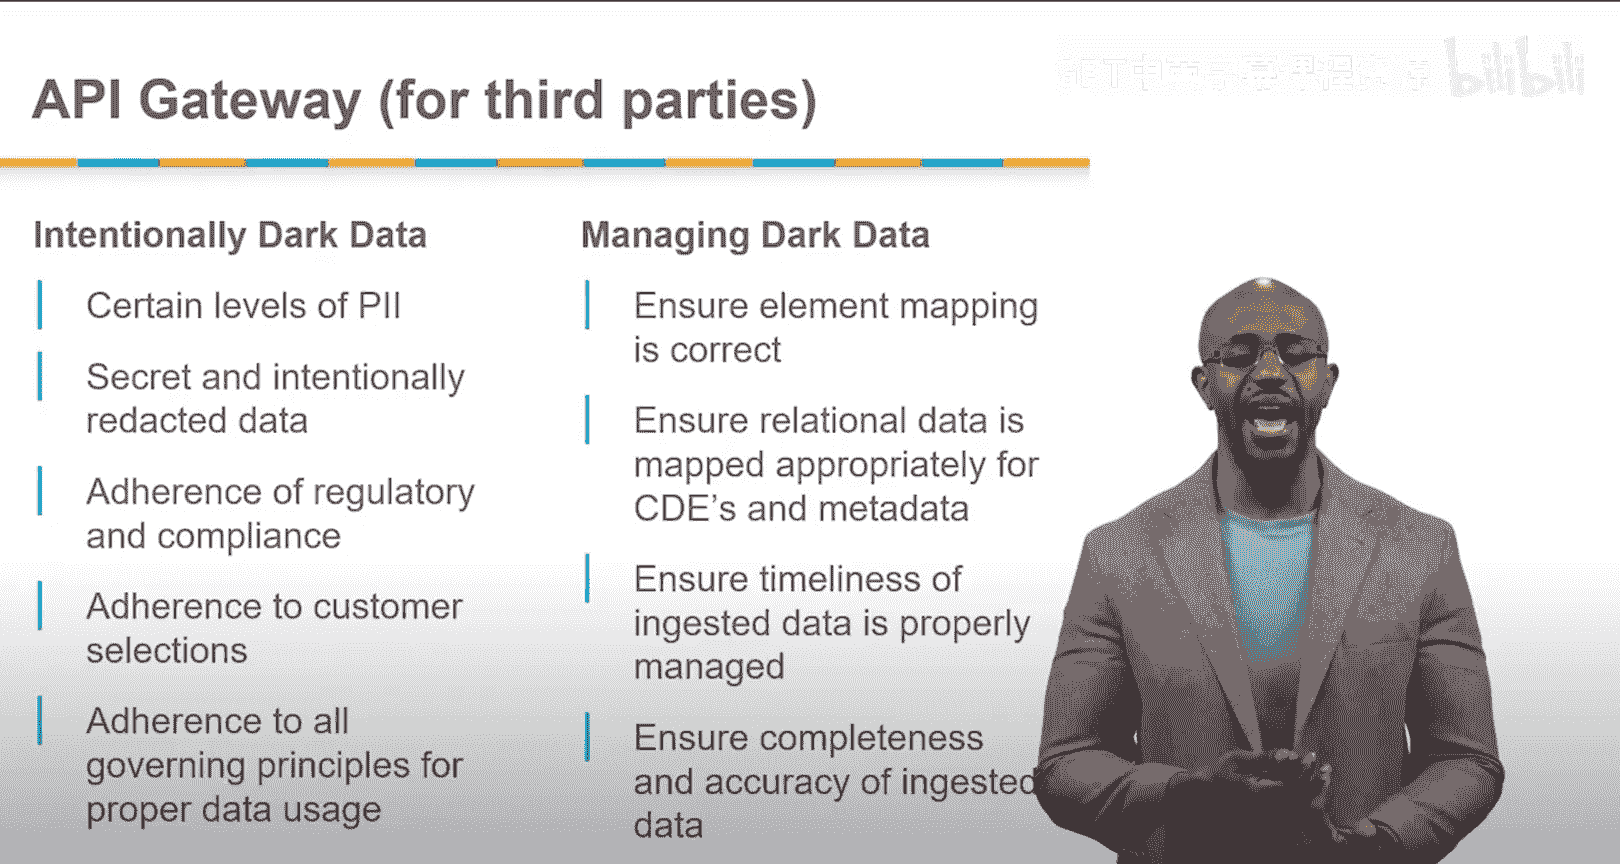 API Gateway (for third parties)
bilibili
Intentionally Dark Data
Certain levels of PII
Secret and intentionally
redacted data
Adherence of regulatory
and compliance
Adherence to customer
selections
Adherence to all
governing principles for
proper data usage
Managing Dark Data
Ensure element mapping
is correct
Ensure relational data is
mapped appropriately for
CDE's and metadata
Ensure timeliness of
ingested data is properly
managed
Ensure completeness
and accuracy of ingested
data